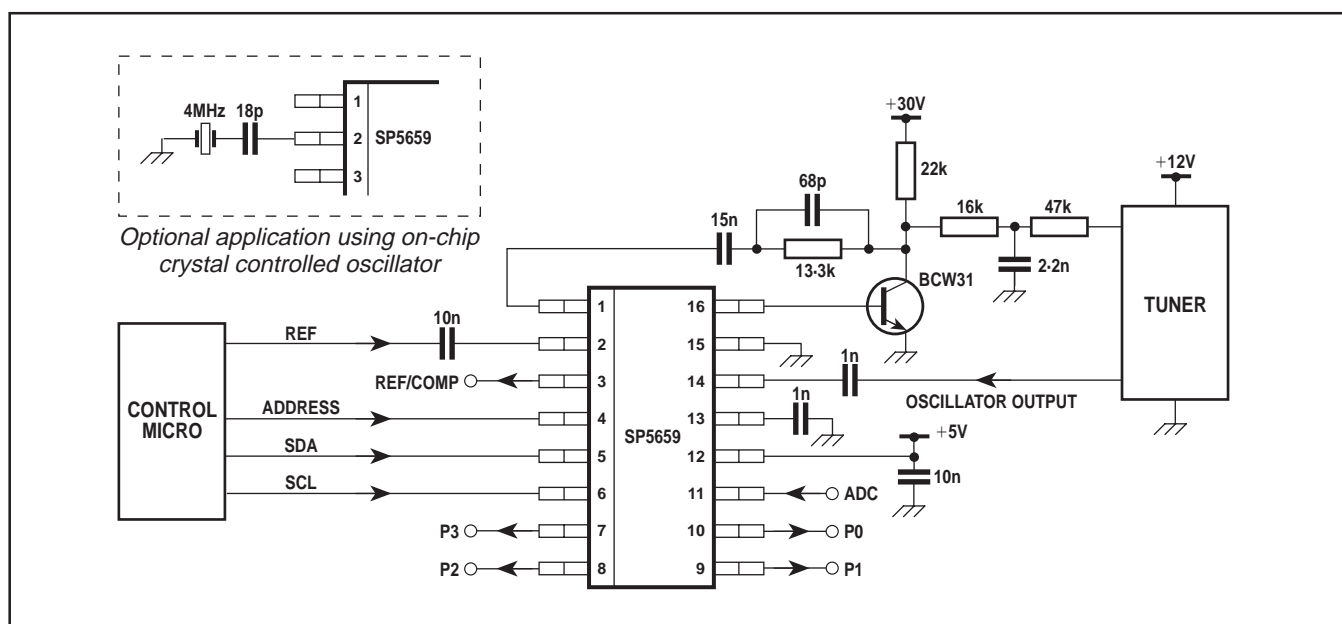 4MHz
18p
1
2
3
SP5659
Optional application using on-chip
crystal controlled oscillator
+30V
22k
+12V
68p
15n
13·3k
16k
47k
2·2n
BCW31
TUNER
CONTROL
MICRO
REF
10n
REF/COMP
ADDRESS
SDA
SCL
P3
P2
1
2
3
4
5
6
7
8
SP5659
16
15
14
13
12
11
10
9
1n
OSCILLATOR OUTPUT
1n
+5V
10n
ADC
P0
P1